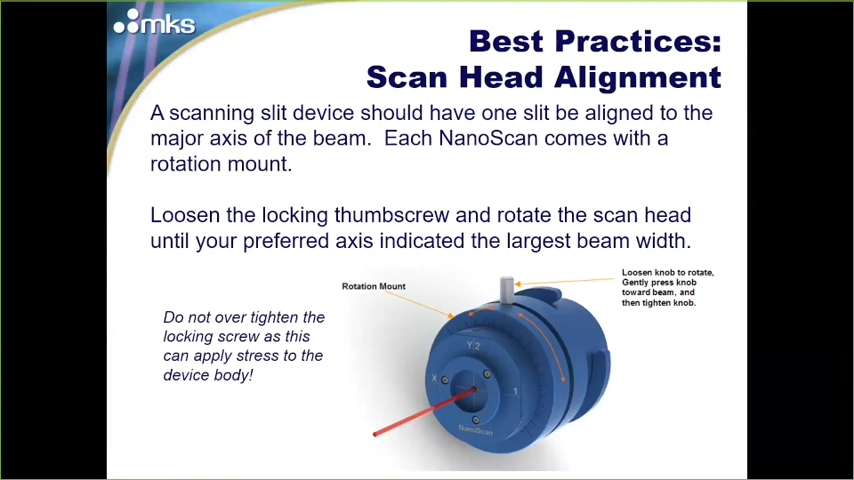 mks
Best Practices:
Scan Head Alignment
A scanning slit device should have one slit be aligned to the
major axis of the beam. Each NanoScan comes with a
rotation mount.
Loosen the locking thumbscrew and rotate the scan head
until your preferred axis indicated the largest beam width.
Rotation Mount
Loosen knob to rotate,
Gently press knob
toward beam, and
then tighten knob.
Do not over tighten the
locking screw as this
can apply stress to the
device body!
Y 2
X
1
NanoScan